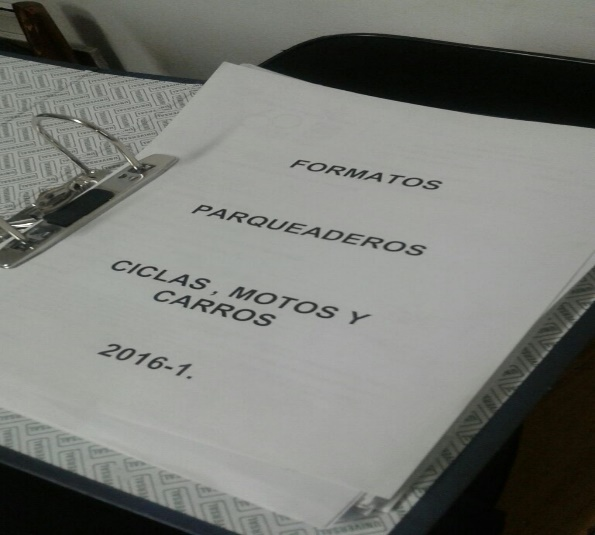 FORMATOS
PARQUEADEROS
CICLAS, MOTOS Y
CARROS
2016-1.